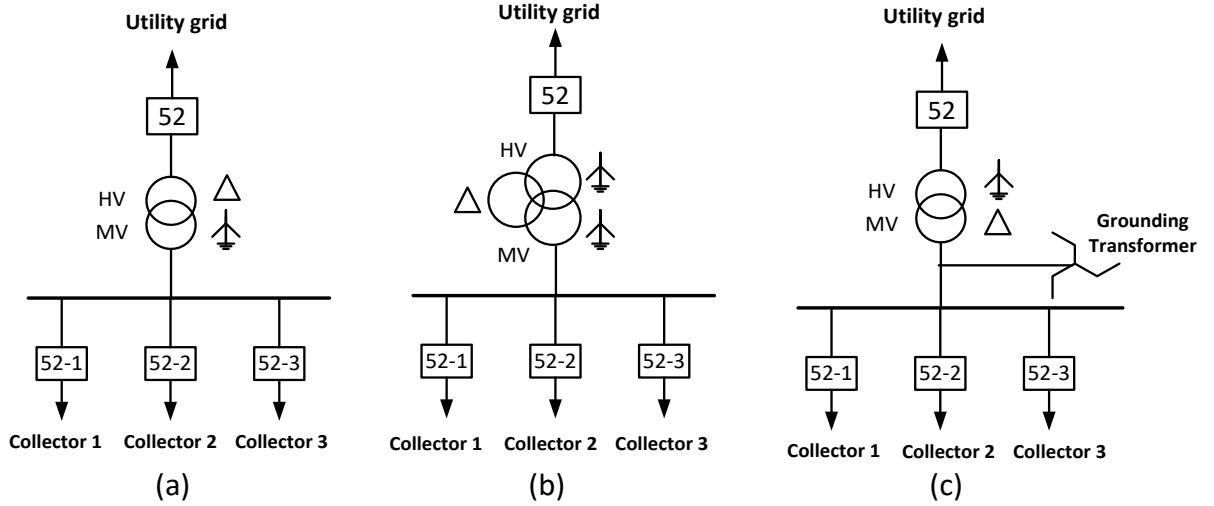 Utility grid
52
HV
MV
52-1 52-2 52-3
Collector 1 Collector 2 Collector 3
(a)
Utility grid
52
HV
MV
52-1 52-2 52-3
Collector 1 Collector 2 Collector 3
(b)
Utility grid
52
HV
MV
Grounding
Transformer
52-1 52-2 52-3
Collector 1 Collector 2 Collector 3
(c)